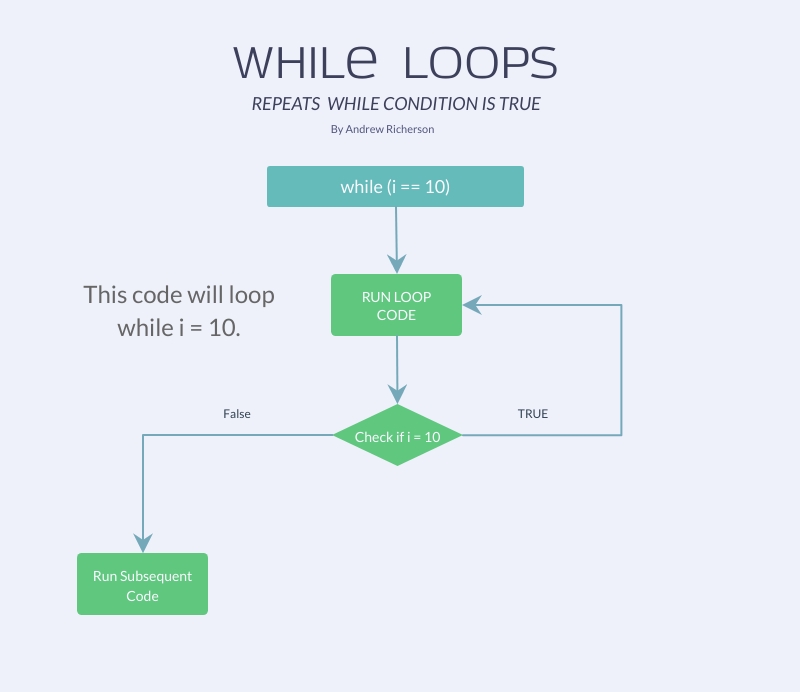 WHILE LOOPS
REPEATS WHILE CONDITION IS TRUE
By Andrew Richerson
while (i == 10)
This code will loop
while i = 10.
RUN LOOP
CODE
False
TRUE
Check if i = 10
Run Subsequent
Code